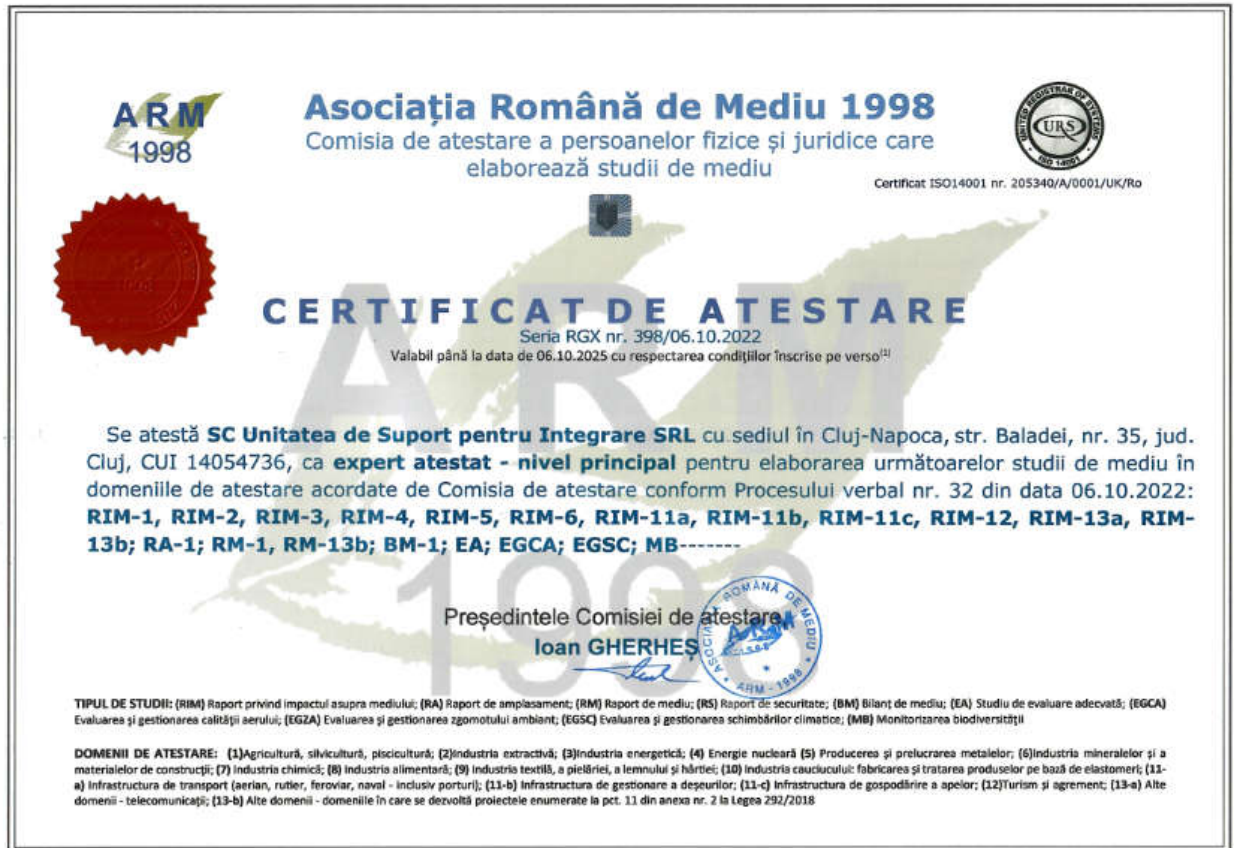 ARM
1998
Asociația Română de Mediu 1998
Comisia de atestare a persoanelor fizice și juridice care
elaborează studii de mediu
UNITED REGISTRAR OF SYSTEMS
URS
ISO 14001
Certificat ISO14001 nr. 205340/A/0001/UK/Ro
CERTIFICAT DE ATESTARE
Seria RGX nr. 398/06.10.2022
Valabil până la data de 06.10.2025 cu respectarea condițiilor înscrise pe verso(1)
ARM
1998
Se atestă SC Unitatea de Suport pentru Integrare SRL cu sediul în Cluj-Napoca, str. Baladei, nr. 35, jud.
Cluj, CUI 14054736, ca expert atestat - nivel principal pentru elaborarea următoarelor studii de mediu în
domeniile de atestare acordate de Comisia de atestare conform Procesului verbal nr. 32 din data 06.10.2022:
RIM-1, RIM-2, RIM-3, RIM-4, RIM-5, RIM-6, RIM-11a, RIM-11b, RIM-11c, RIM-12, RIM-13a, RIM-
13b; RA-1; RM-1, RM-13b; BM-1; EA; EGCA; EGSC; MB-------
Președintele Comisiei de atestare,
Ioan GHERHEȘ
ASOCIAȚIA ROMÂNĂ DE MEDIU
ARM - 1998
TIPUL DE STUDII: (RIM) Raport privind impactul asupra mediului; (RA) Raport de amplasament; (RM) Raport de mediu; (RS) Raport de securitate; (BM) Bilanț de mediu; (EA) Studiu de evaluare adecvată; (EGCA)
Evaluarea și gestionarea calității aerului; (EGZA) Evaluarea și gestionarea zgomotului ambiant; (EGSC) Evaluarea și gestionarea schimbărilor climatice; (MB) Monitorizarea biodiversității
DOMENII DE ATESTARE: (1)Agricultură, silvicultură, piscicultură; (2)Industria extractivă; (3)Industria energetică; (4) Energie nucleară (5) Producerea și prelucrarea metalelor; (6)Industria mineralelor și a
materialelor de construcții; (7) Industria chimică; (8) Industria alimentară; (9) Industria textilă, a pielăriei, a lemnului și hârtiei; (10) Industria cauciucului: fabricarea și tratarea produselor pe bază de elastomeri; (11-
a) Infrastructura de transport (aerian, rutier, feroviar, naval - inclusiv porturi); (11-b) Infrastructura de gestionare a deșeurilor; (11-c) Infrastructura de gospodărire a apelor; (12)Turism și agrement; (13-a) Alte
domenii - telecomunicații; (13-b) Alte domenii - domeniile în care se dezvoltă proiectele enumerate la pct. 11 din anexa nr. 2 la Legea 292/2018